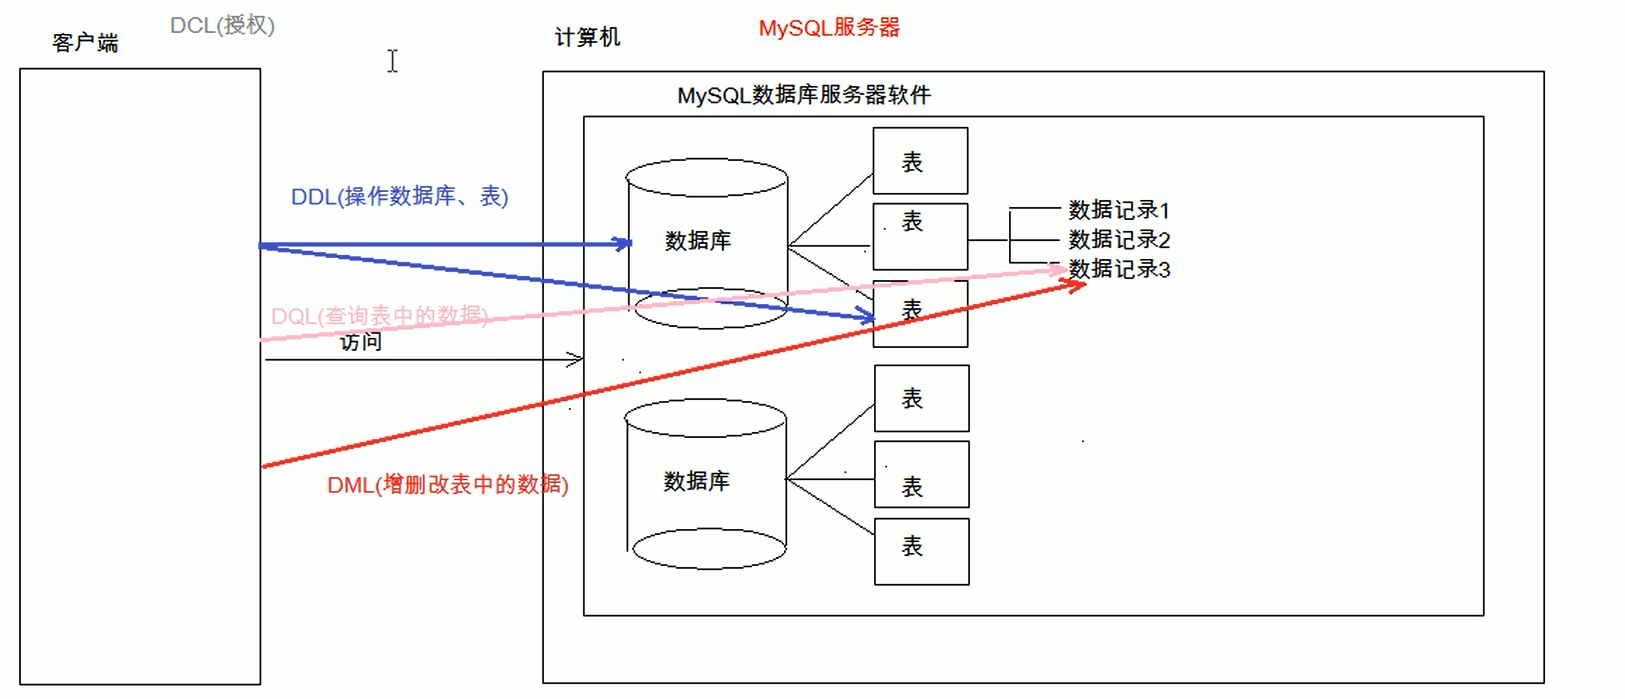 DCL(授权)
客户端
计算机
MySQL服务器
MySQL数据库服务器软件
表
DDL(操作数据库、表)
数据库
表
数据记录1
数据记录2
数据记录3
表
DQL(查询表中的数据)
访问
表
数据库
表
DML(增删改表中的数据)
表